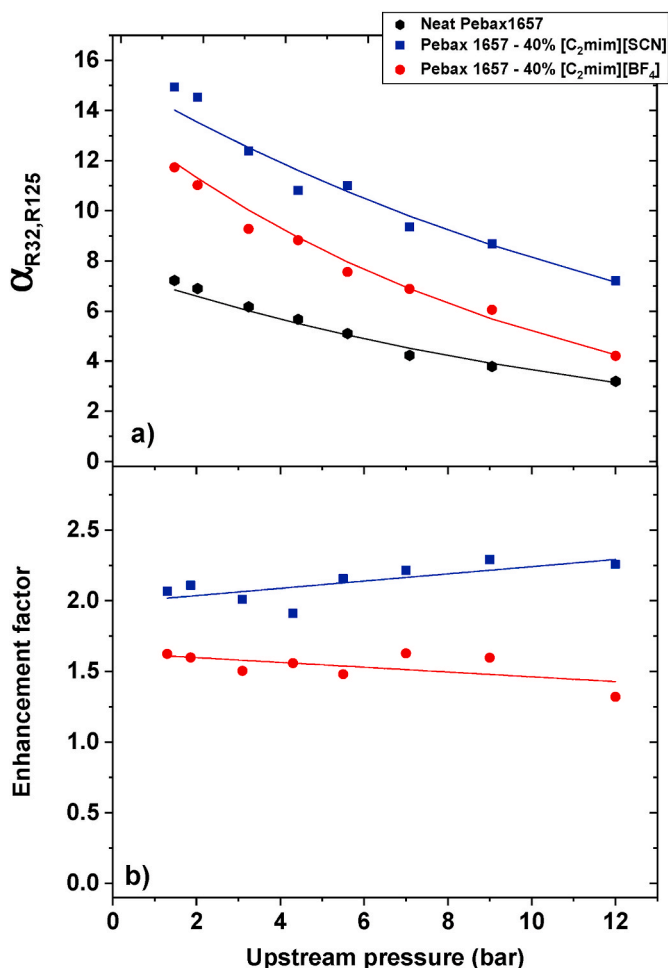 Neat Pebax1657
Pebax 1657 - 40% [C₂mim][SCN]
Pebax 1657 - 40% [C₂mim][BF₄]
16
14
12
10
8
6
4
2
0
α_R32,R125
a)
2.5
2.0
1.5
1.0
0.5
0.0
Enhancement factor
b)
0 2 4 6 8 10 12
Upstream pressure (bar)